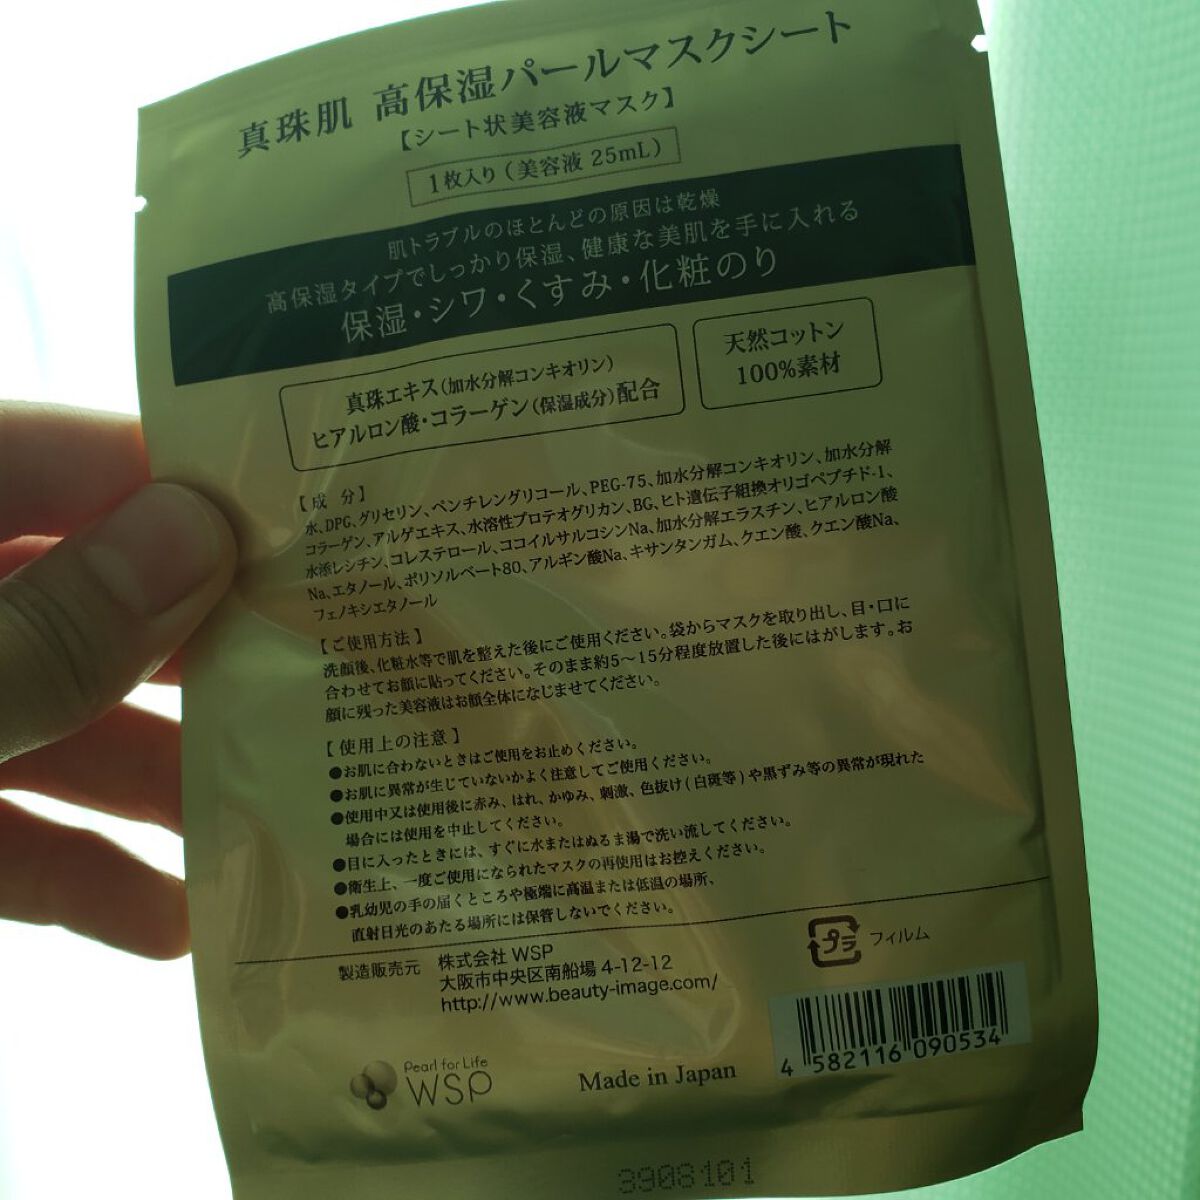 真珠肌 高保湿パールマスクシート
【シート状美容液マスク】
1枚入り（美容液 25mL）
肌トラブルのほとんどの原因は乾燥
高保湿タイプでしっかり保湿、健康な美肌を手に入れる
保湿・シワ・くすみ・化粧のり
真珠エキス（加水分解コンキオリン）
ヒアルロン酸・コラーゲン（保湿成分）配合
天然コットン
100%素材
【成 分】
水、DPG、グリセリン、ペンチレングリコール、PEG-75、加水分解コンキオリン、加水分解
コラーゲン、アルゲエキス、水溶性プロテオグリカン、BG、ヒト遺伝子組換オリゴペプチド-1、
水添レシチン、コレステロール、ココイルサルコシンNa、加水分解エラスチン、ヒアルロン酸
Na、エタノール、ポリソルベート80、アルギン酸Na、キサンタンガム、クエン酸、クエン酸Na、
フェノキシエタノール
【ご使用方法】
洗顔後、化粧水等で肌を整えた後にご使用ください。袋からマスクを取り出し、目・口に
合わせてお顔に貼ってください。そのまま約5〜15分程度放置した後にはがします。お
顔に残った美容液はお顔全体になじませてください。
【使用上の注意】
●お肌に合わないときはご使用をお止めください。
●お肌に異常が生じていないかよく注意してご使用ください。
●使用中又は使用後に赤み、はれ、かゆみ、刺激、色抜け(白斑等)や黒ずみ等の異常が現れた
場合には使用を中止してください。
●目に入ったときには、すぐに水またはぬるま湯で洗い流してください。
●衛生上、一度ご使用になられたマスクの再使用はお控えください。
●乳幼児の手の届くところや極端に高温または低温の場所、
直射日光のあたる場所には保管しないでください。
製造販売元 株式会社 WSP
大阪市中央区南船場 4-12-12
http://www.beauty-image.com/
プラ フィルム
Pearl for Life
WSP
Made in Japan
4 582116 090534
3908101